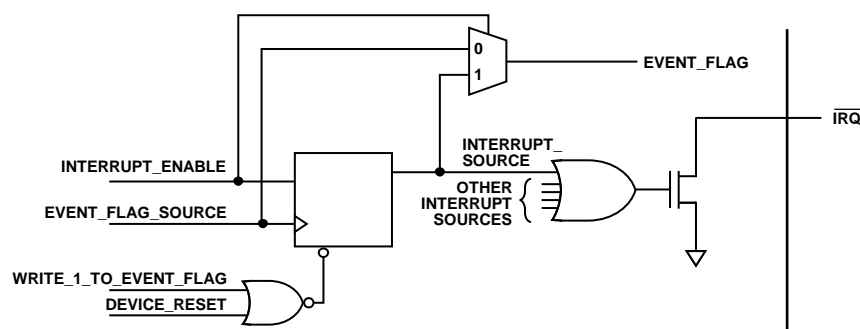 0
EVENT_FLAG
1
IRQ
INTERRUPT_
SOURCE
INTERRUPT_ENABLE
OTHER
INTERRUPT
SOURCES
EVENT_FLAG_SOURCE
WRITE_1_TO_EVENT_FLAG
DEVICE_RESET